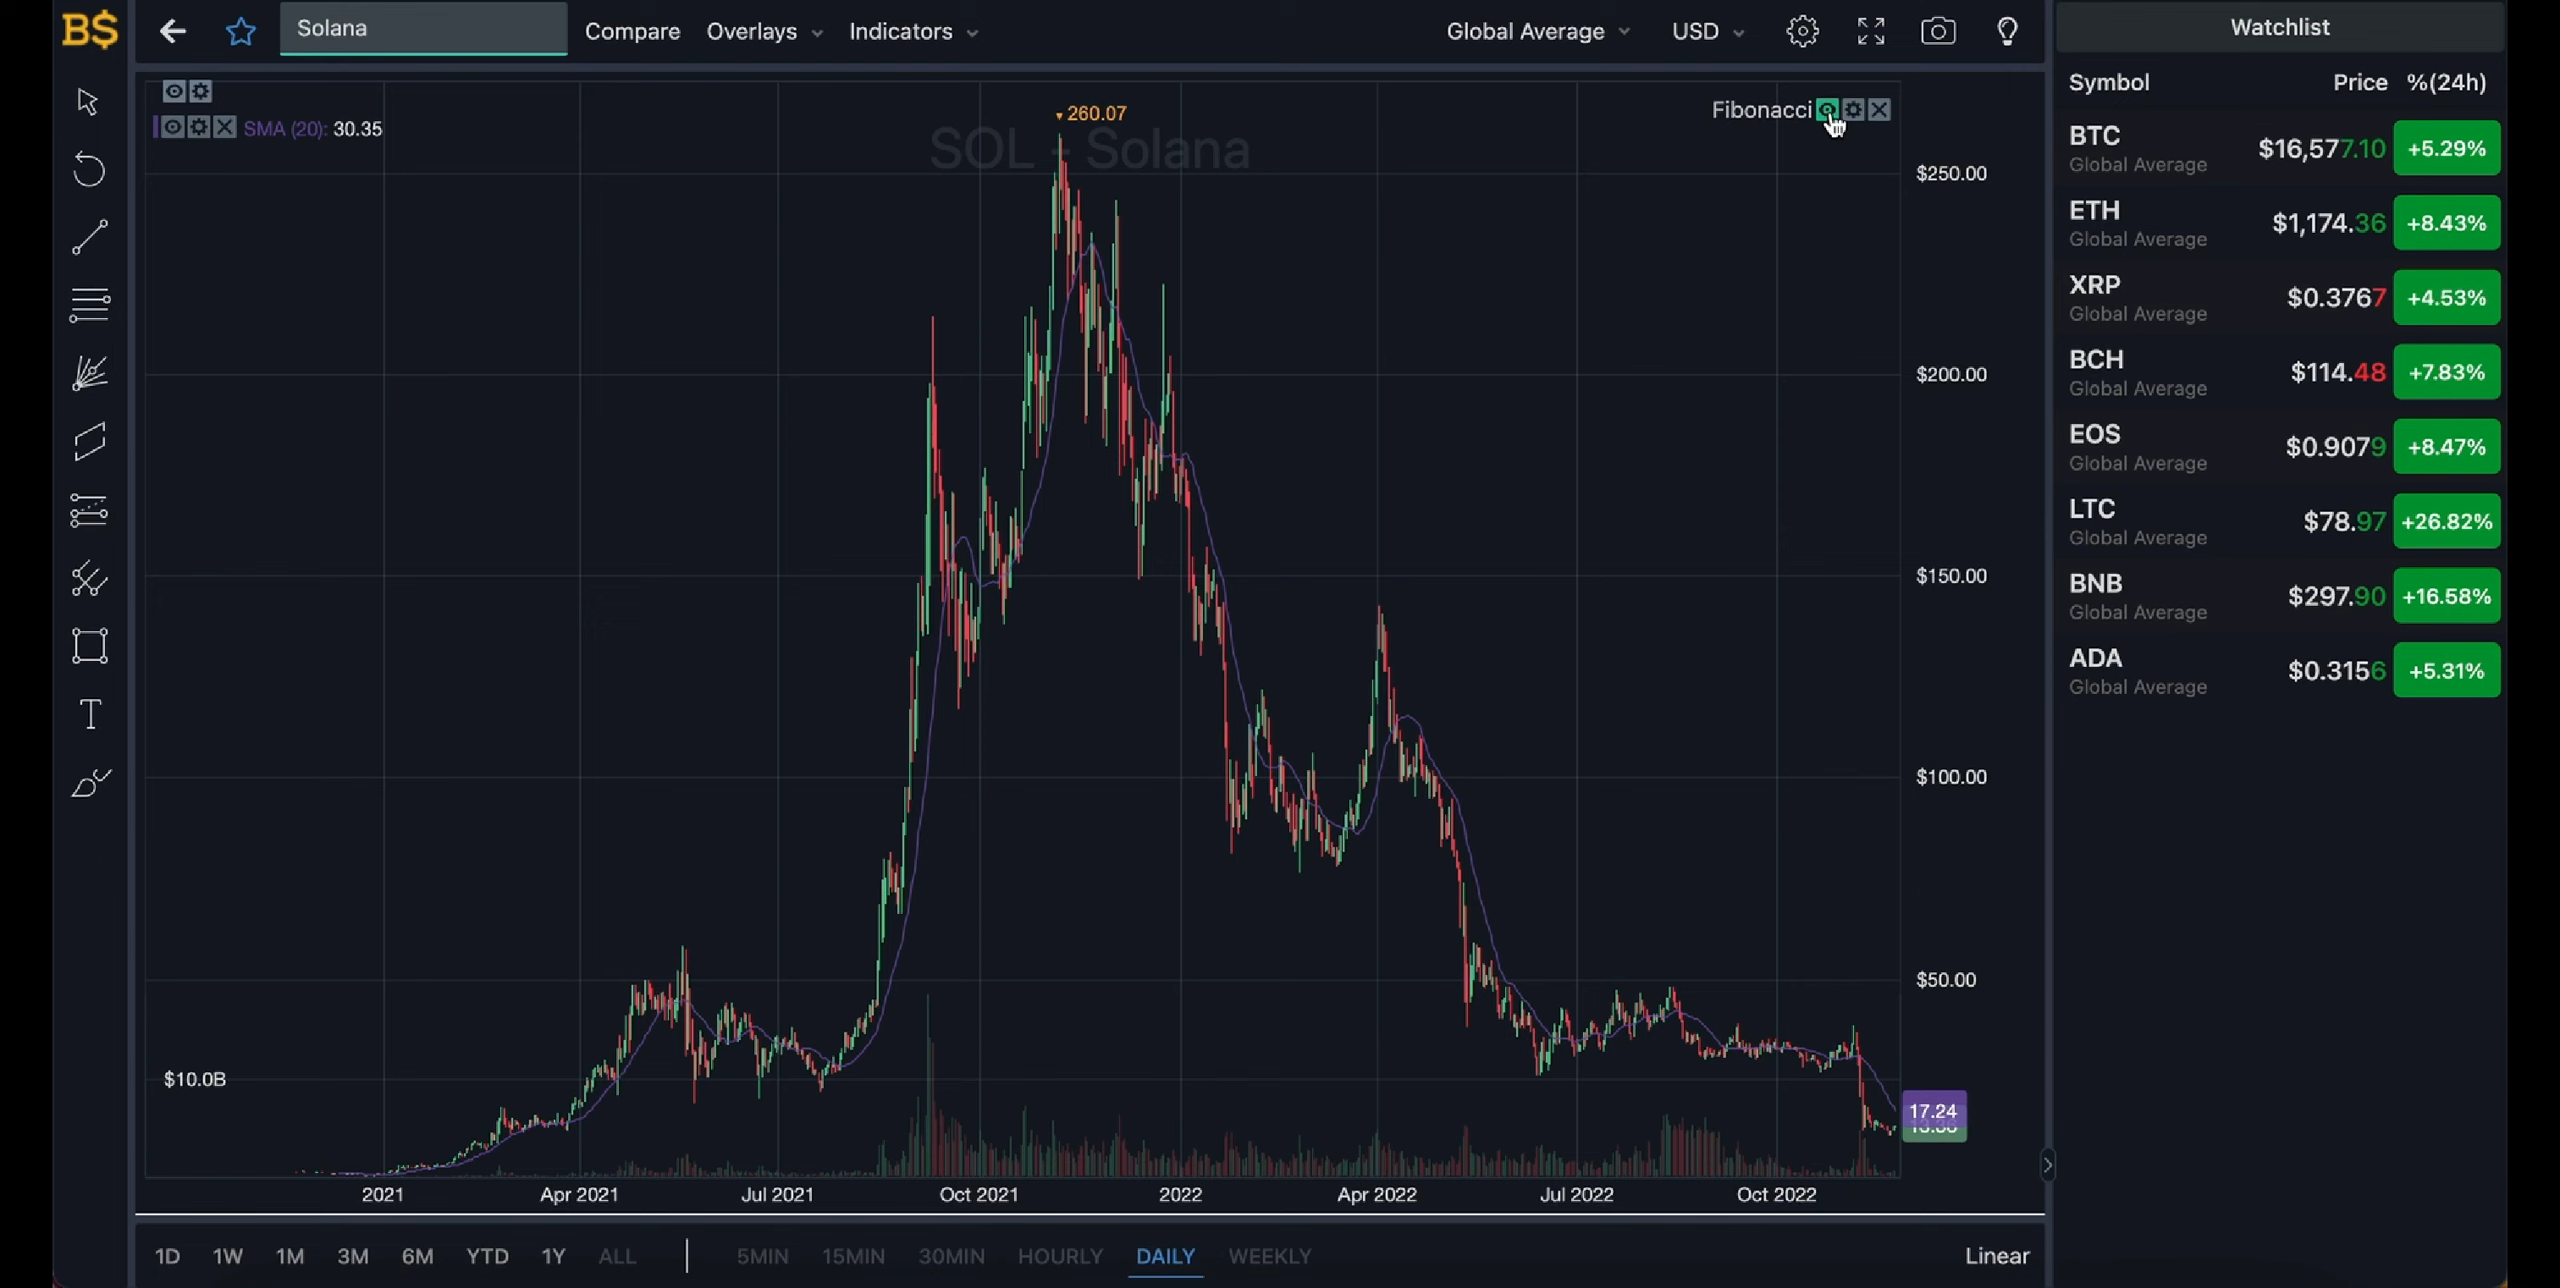 B$
Solana
Compare
Overlays
Indicators
Global Average
USD
Watchlist
Symbol Price %(24h)
BTC $16,577.10 +5.29%
Global Average
ETH $1,174.36 +8.43%
Global Average
XRP $0.3767 +4.53%
Global Average
BCH $114.48 +7.83%
Global Average
EOS $0.9079 +8.47%
Global Average
LTC $78.97 +26.82%
Global Average
BNB $297.90 +16.58%
Global Average
ADA $0.3156 +5.31%
Global Average
SMA (20): 30.35
260.07
SOL - Solana
Fibonacci
$250.00
$200.00
$150.00
$100.00
$50.00
$10.0B
17.24
2021 Apr 2021 Jul 2021 Oct 2021 2022 Apr 2022 Jul 2022 Oct 2022
1D 1W 1M 3M 6M YTD 1Y ALL 5MIN 15MIN 30MIN HOURLY DAILY WEEKLY Linear